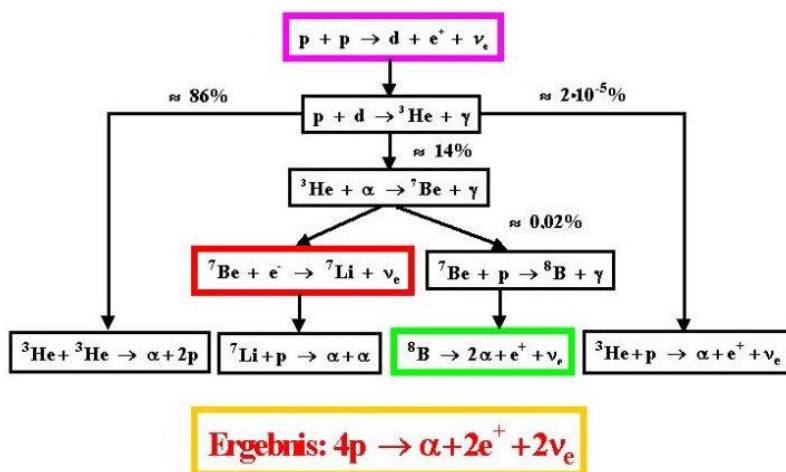 p + p → d + e⁺ + νₑ
≈ 86%
≈ 2•10⁻⁵%
p + d → ³He + γ
≈ 14%
³He + α → ⁷Be + γ
≈ 0.02%
⁷Be + e⁻ → ⁷Li + νₑ
⁷Be + p → ⁸B + γ
³He + ³He → α + 2p
⁷Li + p → α + α
⁸B → 2α + e⁺ + νₑ
³He + p → α + e⁺ + νₑ
Ergebnis: 4p → α + 2e⁺ + 2νₑ